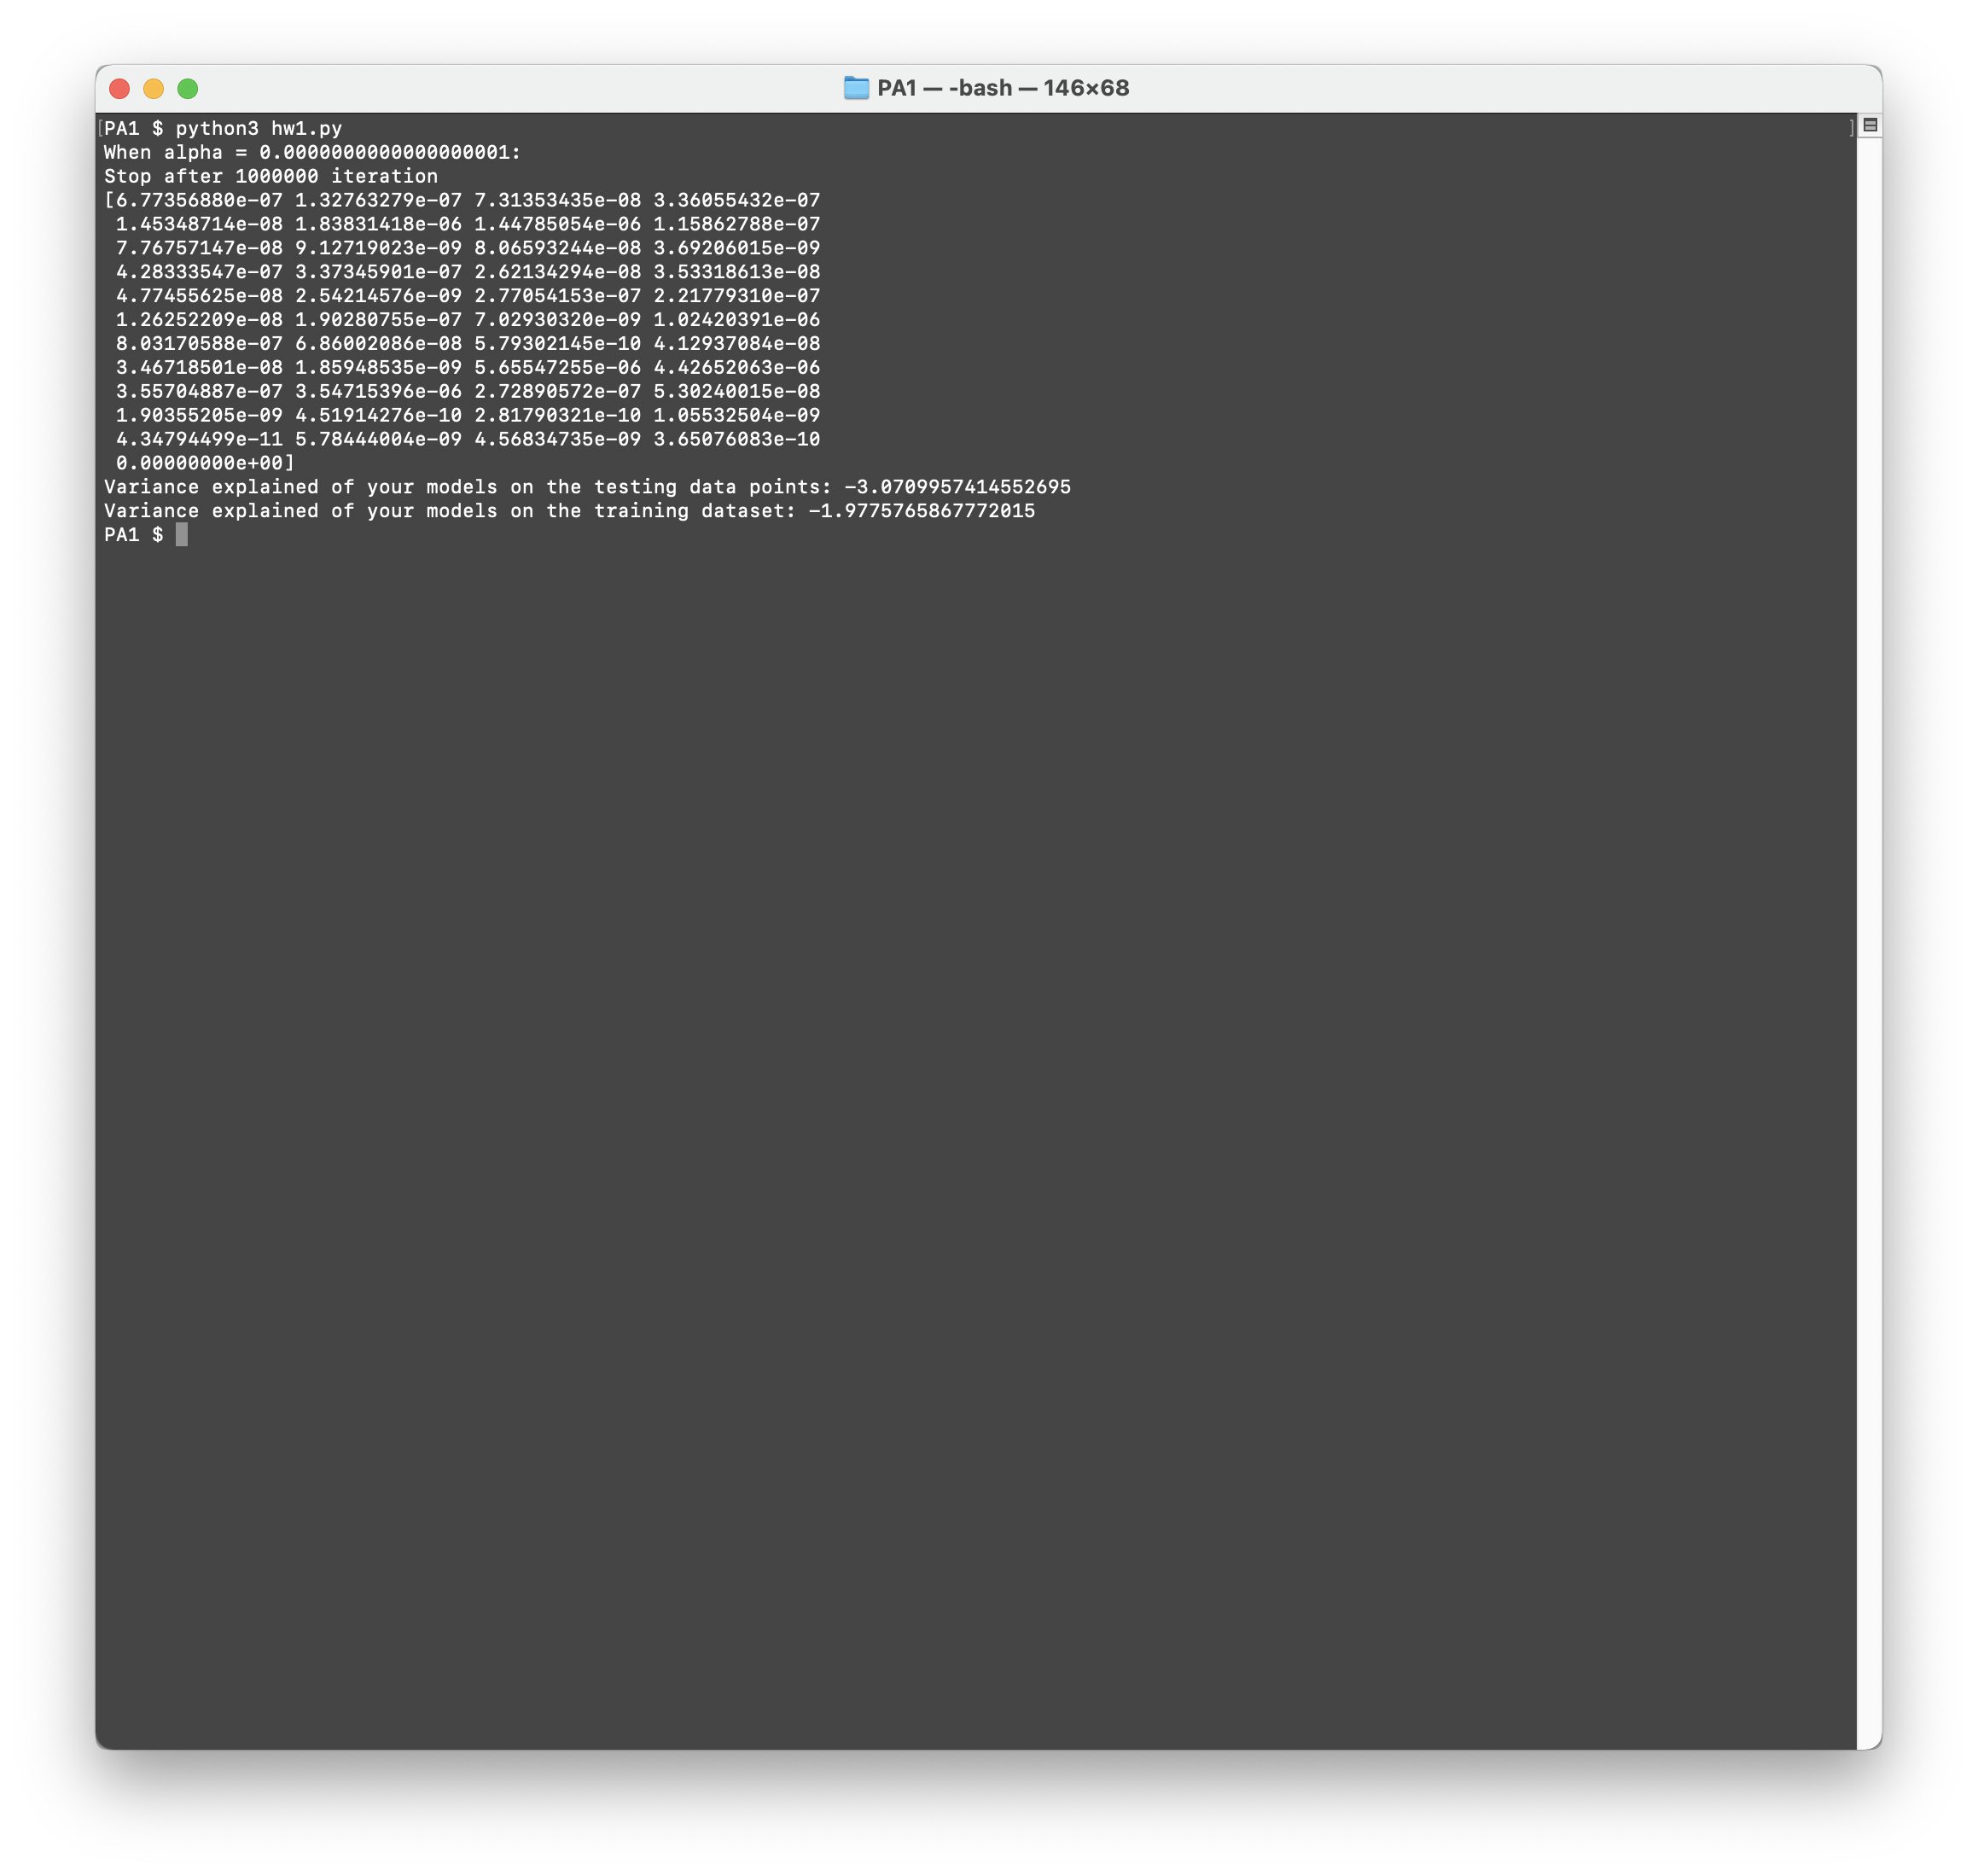 PA1 — -bash — 146×68
PA1 $ python3 hw1.py
When alpha = 0.0000000000000000001:
Stop after 1000000 iteration
[6.77356880e-07 1.32763279e-07 7.31353435e-08 3.36055432e-07
1.45348714e-08 1.83831418e-06 1.44785054e-06 1.15862788e-07
7.76757147e-08 9.12719023e-09 8.06593244e-08 3.69206015e-09
4.28333547e-07 3.37345901e-07 2.62134294e-08 3.53318613e-08
4.77455625e-08 2.54214576e-09 2.77054153e-07 2.21779310e-07
1.26252209e-08 1.90280755e-07 7.02930320e-09 1.02420391e-06
8.03170588e-07 6.86002086e-08 5.79302145e-10 4.12937084e-08
3.46718501e-08 1.85948535e-09 5.65547255e-06 4.42652063e-06
3.55704887e-07 3.54715396e-06 2.72890572e-07 5.30240015e-08
1.90355205e-09 4.51914276e-10 2.81790321e-10 1.05532504e-09
4.34794499e-11 5.78444004e-09 4.56834735e-09 3.65076083e-10
0.00000000e+00]
Variance explained of your models on the testing data points: -3.0709957414552695
Variance explained of your models on the training dataset: -1.9775765867772015
PA1 $